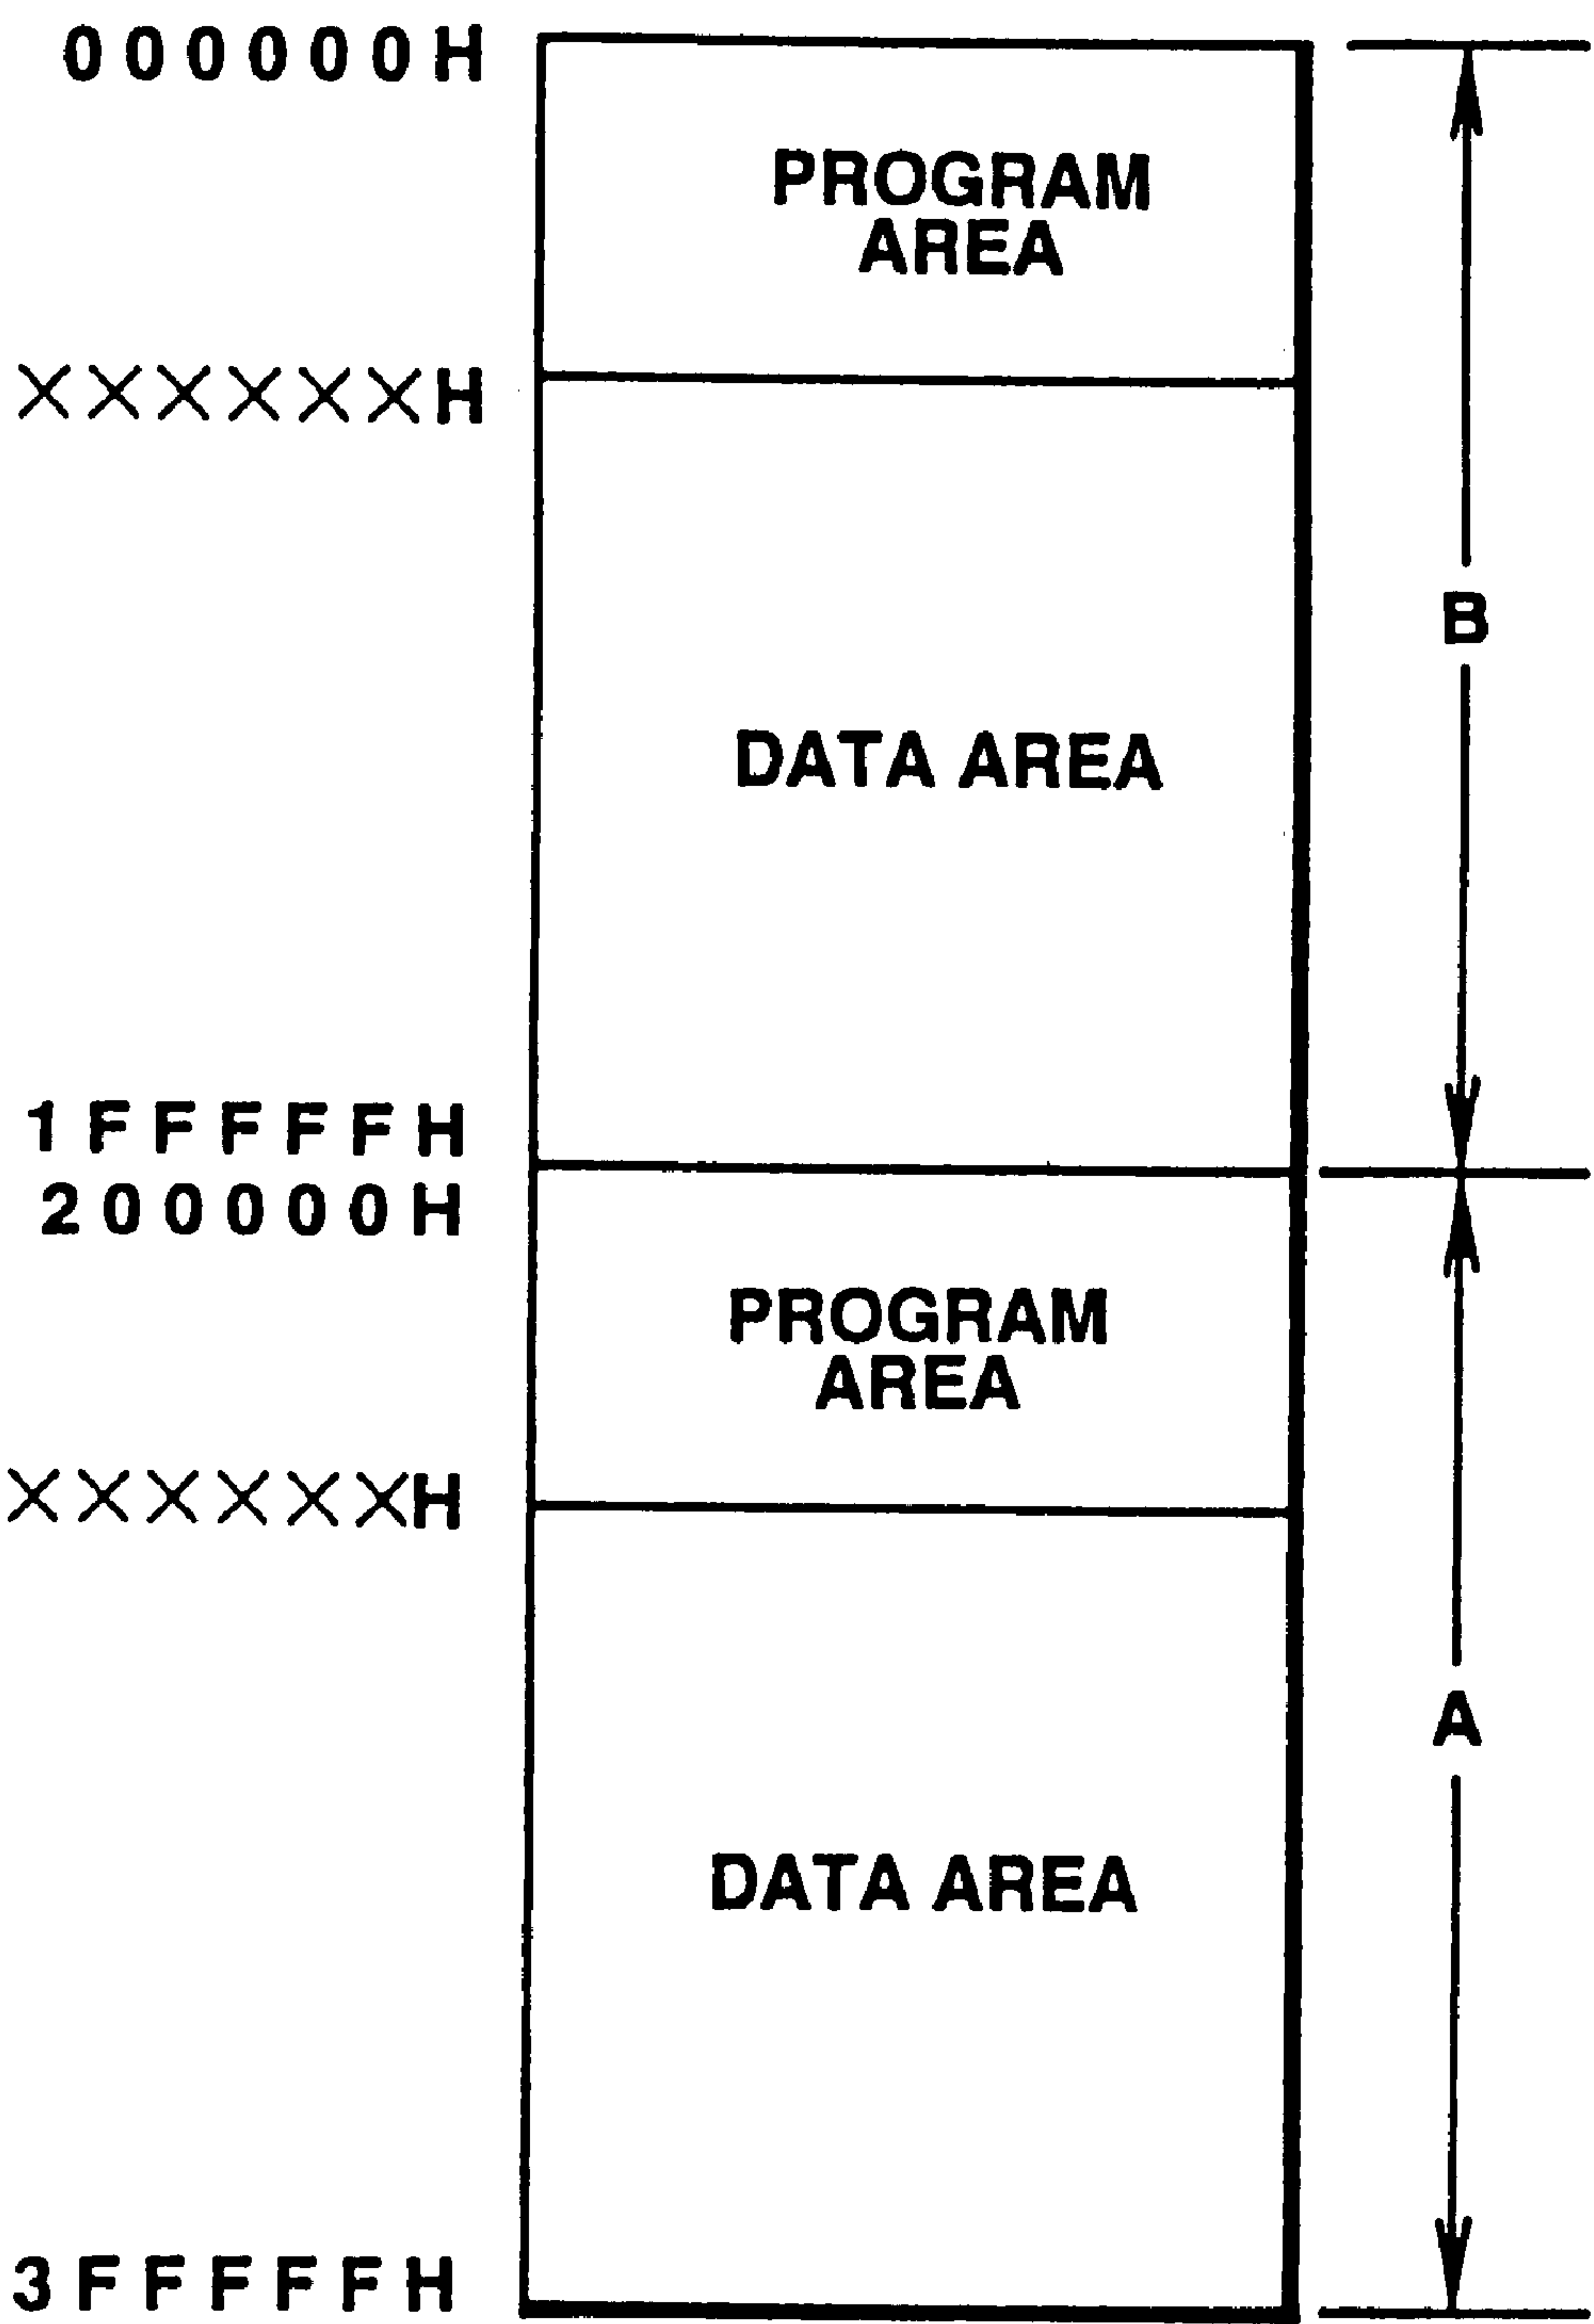 000000H
PROGRAM
AREA
XXXXXXH
B
DATA AREA
1FFFFFH
200000H
PROGRAM
AREA
XXXXXXH
A
DATA AREA
3FFFFFH